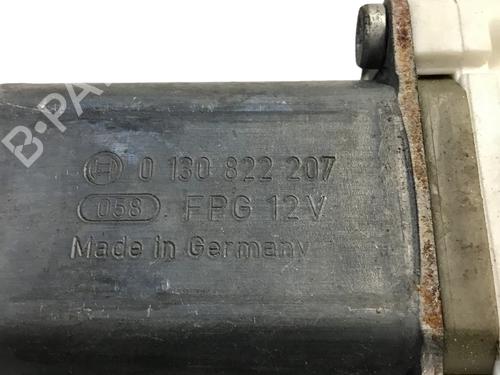 B-PA
0 130 822 207
058 FPG 12V
Made in Germany